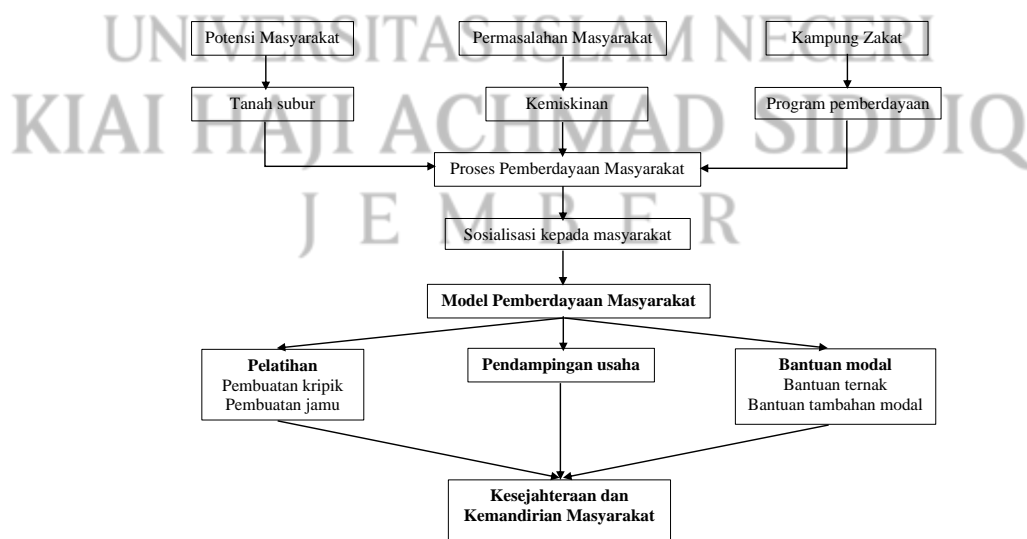 UNIVERSITAS ISLAM NEGERI
KIAI HAJI ACHMAD SIDDIQ
J E M B E R
Potensi Masyarakat
Permasalahan Masyarakat
Kampung Zakat
Tanah subur
Kemiskinan
Program pemberdayaan
Proses Pemberdayaan Masyarakat
Sosialisasi kepada masyarakat
Model Pemberdayaan Masyarakat
Pelatihan
Pembuatan kripik
Pembuatan jamu
Pendampingan usaha
Bantuan modal
Bantuan ternak
Bantuan tambahan modal
Kesejahteraan dan
Kemandirian Masyarakat